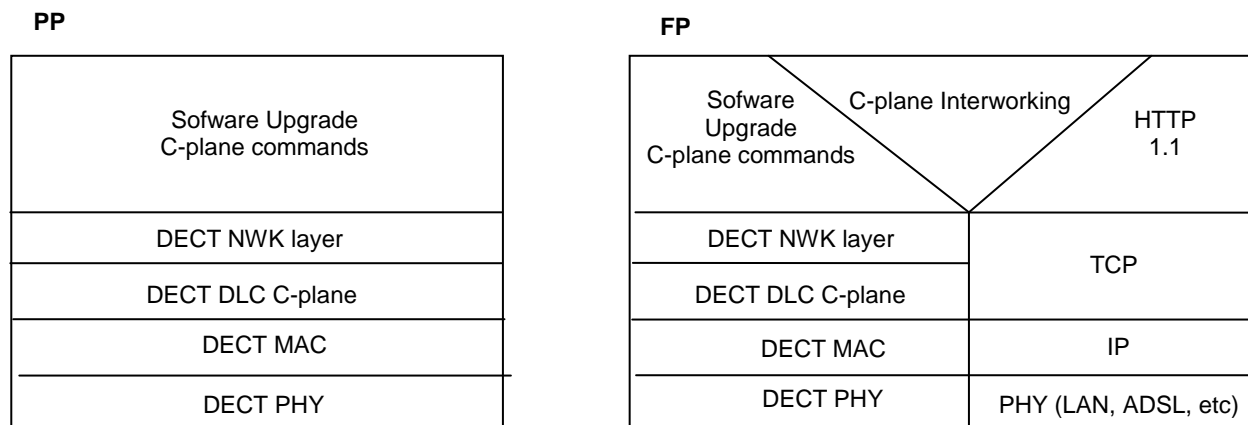 PP
Sofware Upgrade
C-plane commands
DECT NWK layer
DECT DLC C-plane
DECT MAC
DECT PHY
FP
Sofware
Upgrade
C-plane commands
C-plane Interworking
HTTP
1.1
DECT NWK layer
DECT DLC C-plane
TCP
DECT MAC
IP
DECT PHY
PHY (LAN, ADSL, etc)